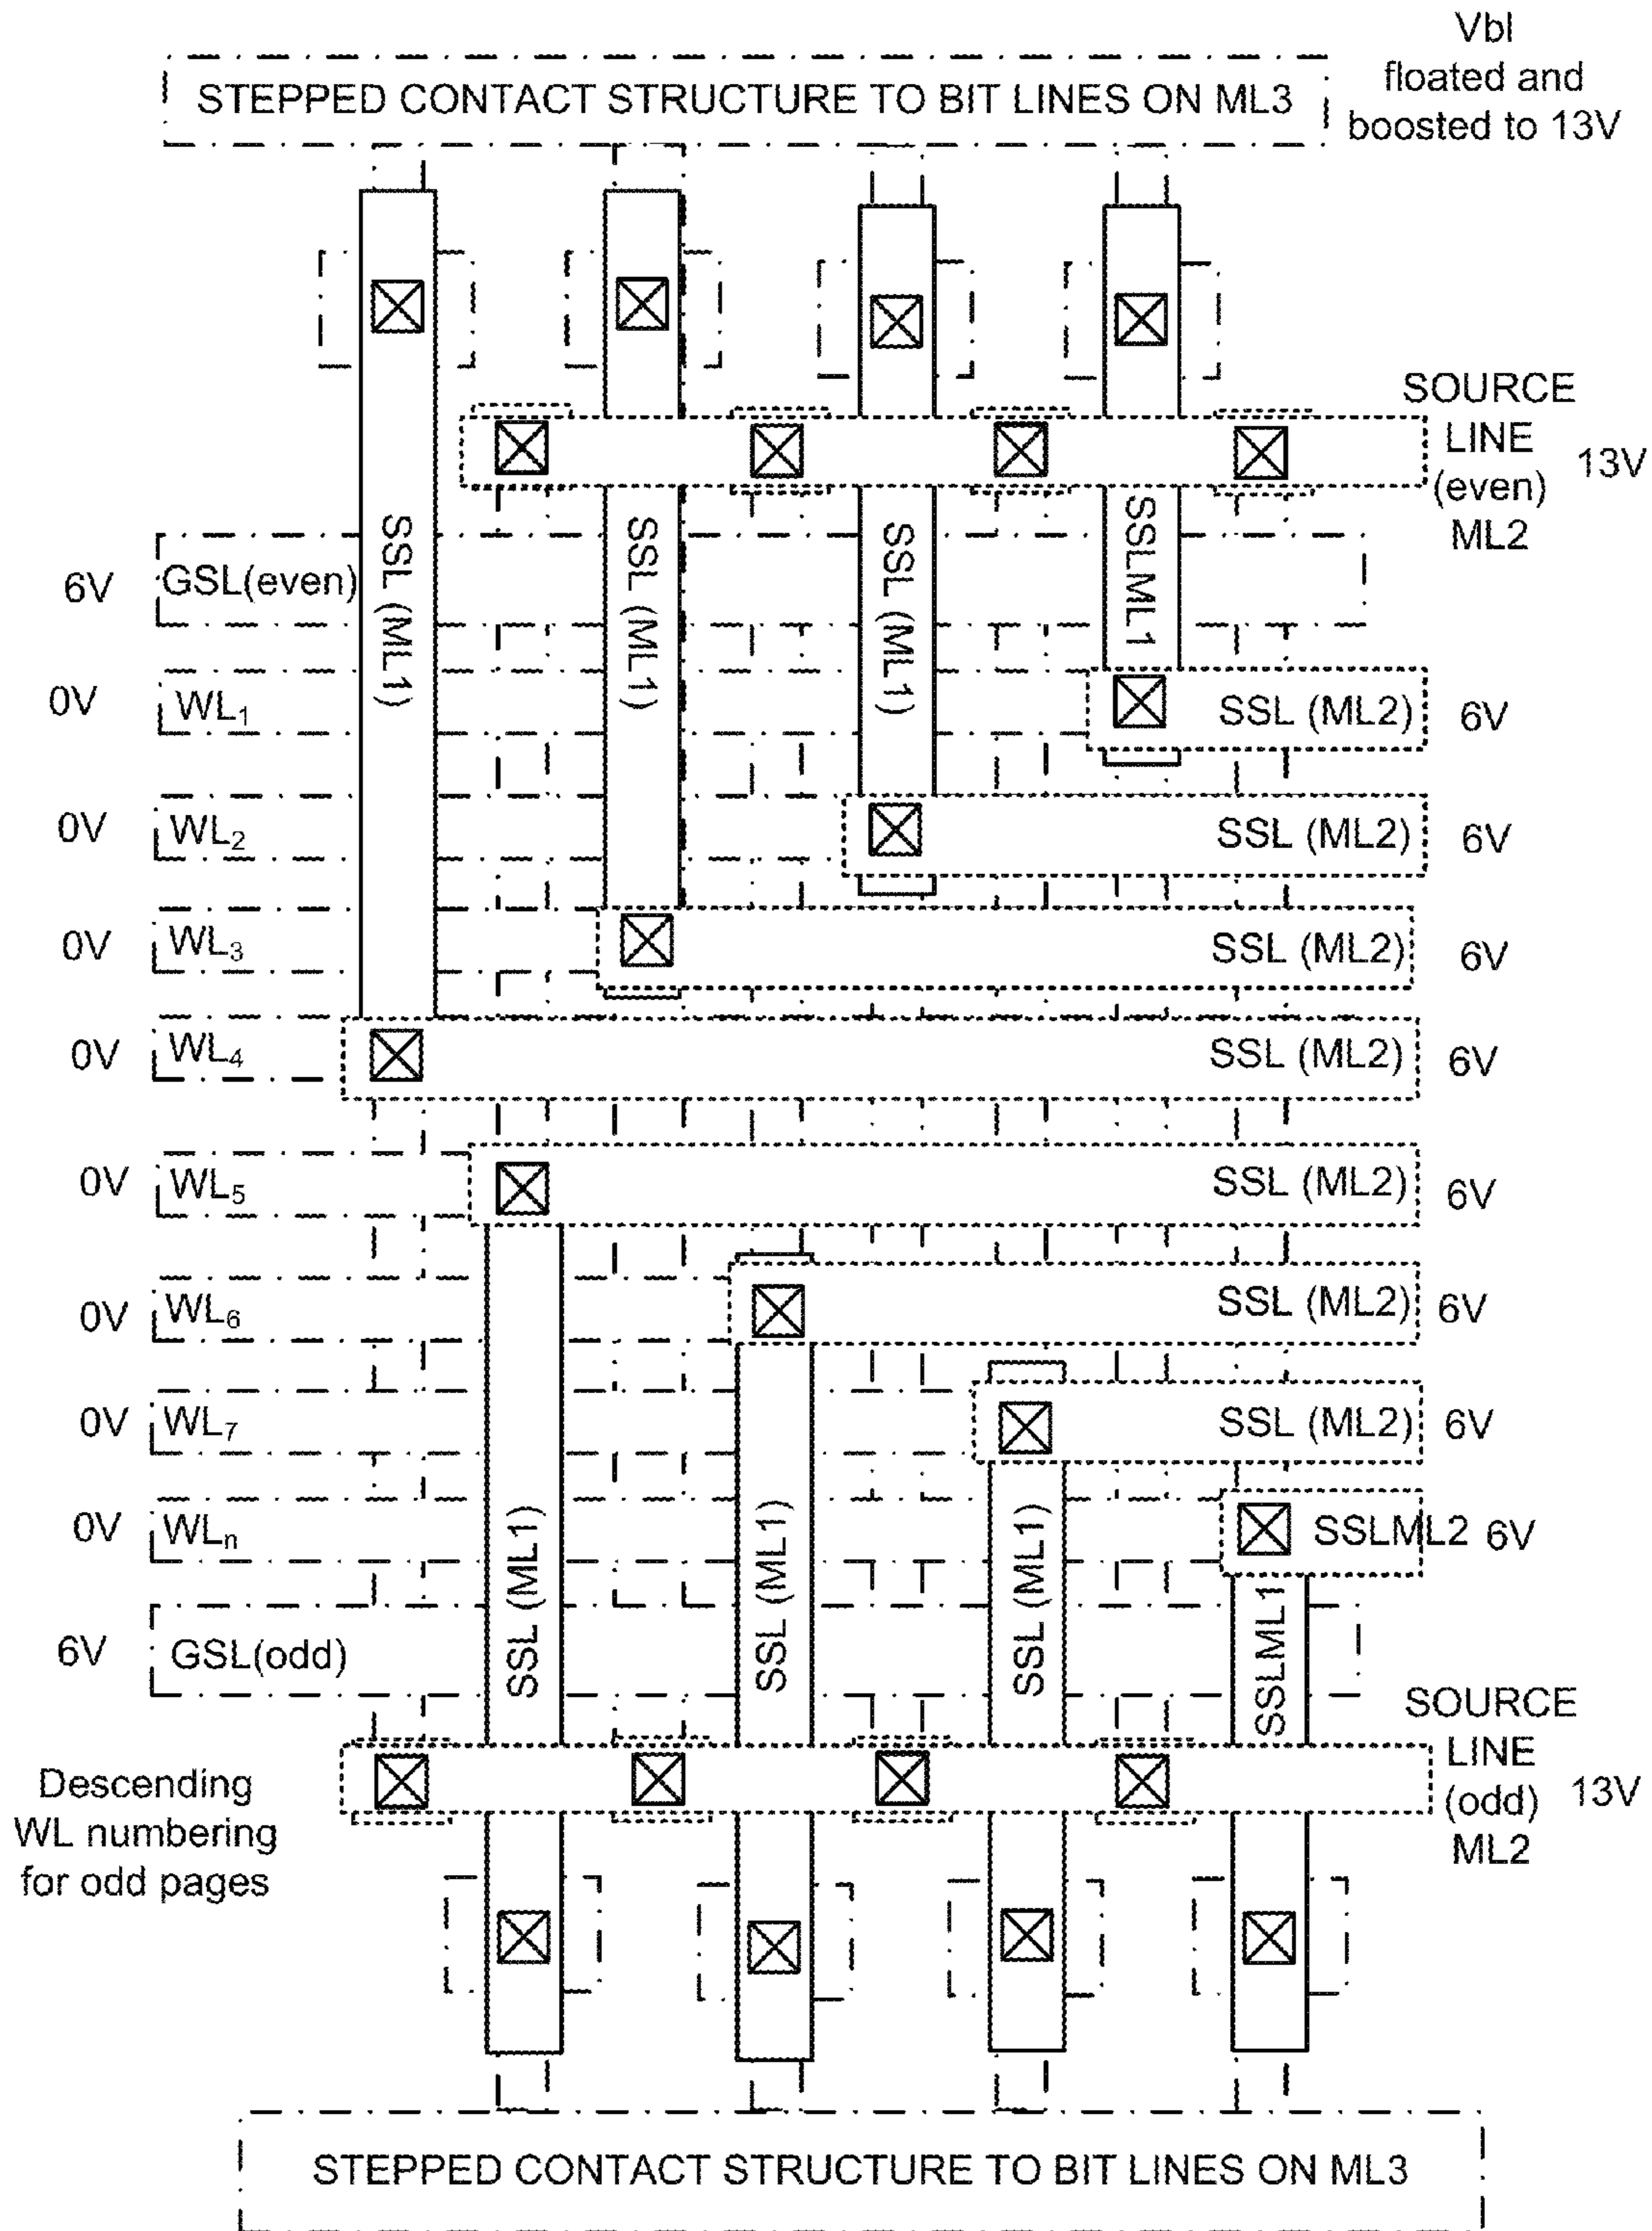 Vbl
floated and
boosted to 13V
STEPPED CONTACT STRUCTURE TO BIT LINES ON ML3
SOURCE
LINE
(even)
ML2
13V
SSL (ML1)
SSL (ML1)
SSL (ML1)
SSLML1
6V GSL(even)
0V WL₁ SSL (ML2) 6V
0V WL₂ SSL (ML2) 6V
0V WL₃ SSL (ML2) 6V
0V WL₄ SSL (ML2) 6V
0V WL₅ SSL (ML2) 6V
0V WL₆ SSL (ML2) 6V
0V WL₇ SSL (ML2) 6V
0V WLₙ SSLML2 6V
SSL (ML1)
SSL (ML1)
SSL (ML1)
SSLML1
6V GSL(odd)
SOURCE
LINE
(odd)
ML2
13V
Descending
WL numbering
for odd pages
STEPPED CONTACT STRUCTURE TO BIT LINES ON ML3